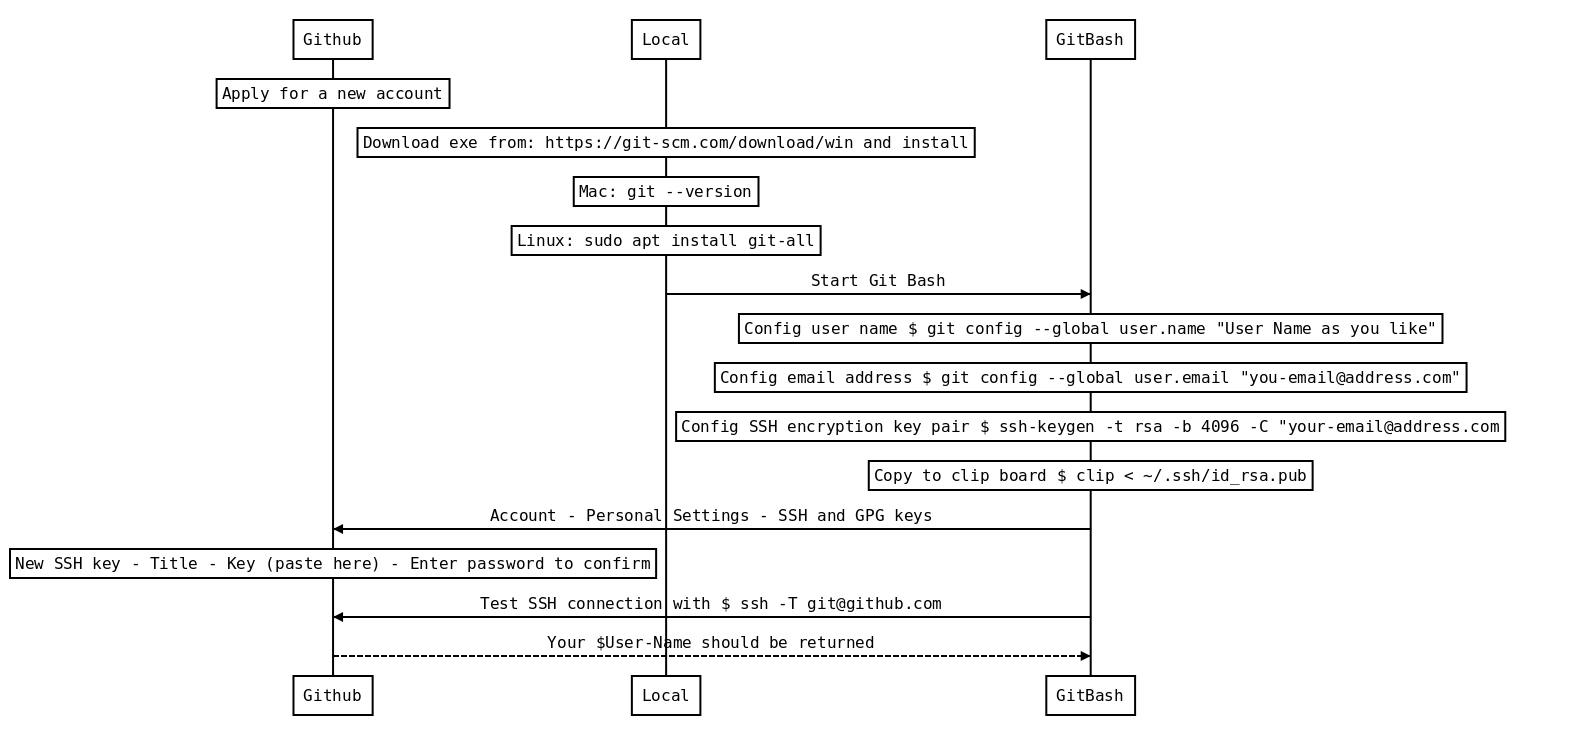 Github
Local
GitBash
Apply for a new account
Download exe from: https://git-scm.com/download/win and install
Mac: git --version
Linux: sudo apt install git-all
Start Git Bash
Config user name $ git config --global user.name "User Name as you like"
Config email address $ git config --global user.email "you-email@address.com"
Config SSH encryption key pair $ ssh-keygen -t rsa -b 4096 -C "your-email@address.com
Copy to clip board $ clip < ~/.ssh/id_rsa.pub
Account - Personal Settings - SSH and GPG keys
New SSH key - Title - Key (paste here) - Enter password to confirm
Test SSH connection with $ ssh -T git@github.com
Your $User-Name should be returned
Github
Local
GitBash